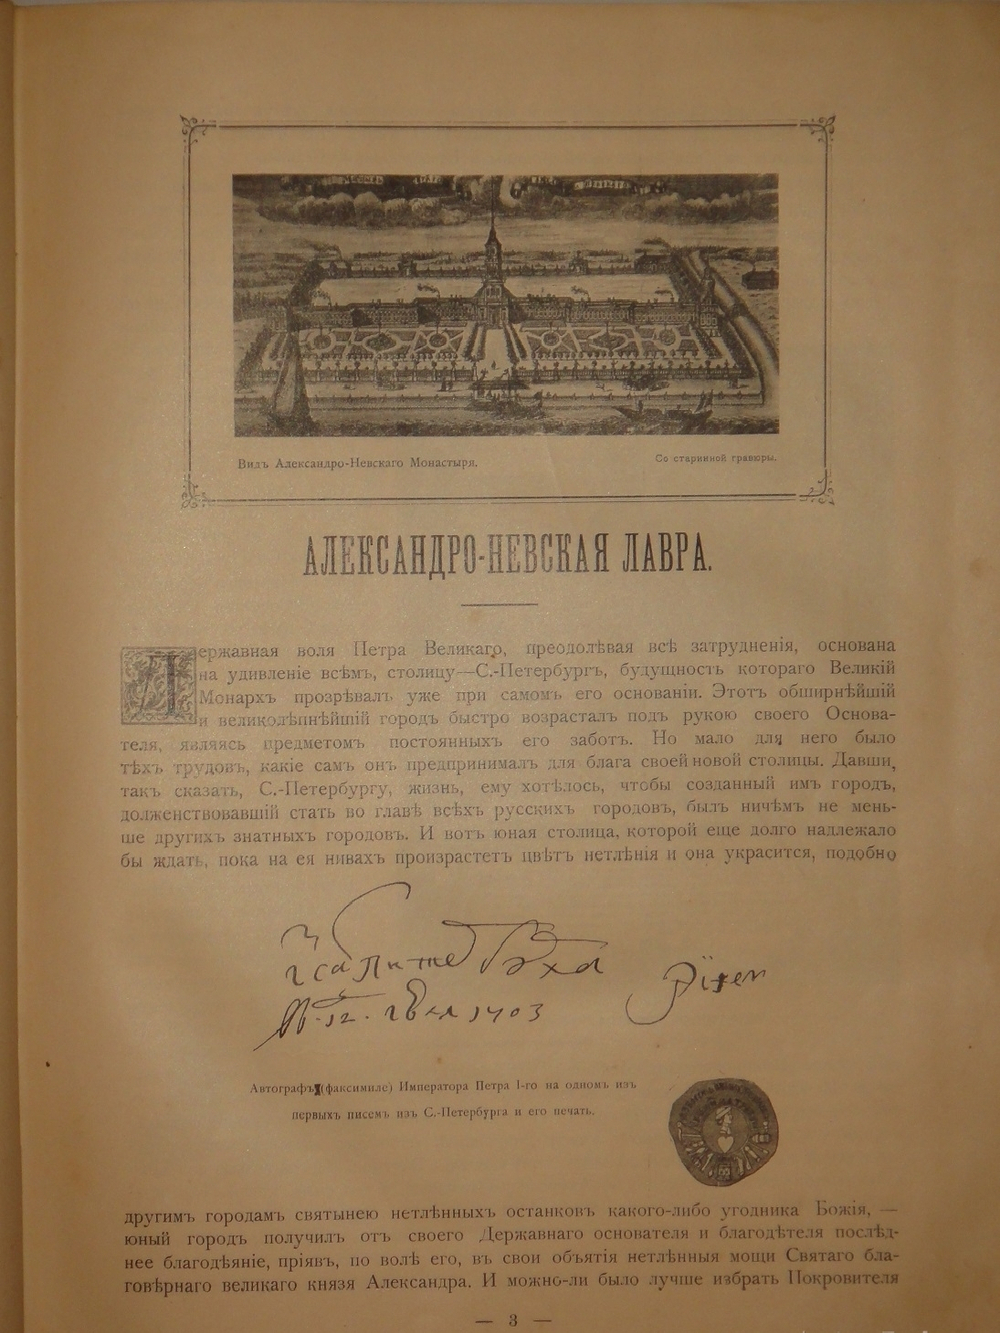 Видъ Александро-Невскаго Монастыря.
Со старинной гравюры.
АЛЕКСАНДРО-НЕВСКАЯ ЛАВРА.
Державная воля Петра Великаго, преодолѣвая всѣ затрудненія, основана
на удивленіе всѣмъ, столицу—С.-Петербургъ, будущность котораго Великій
Монархъ прозрѣвалъ уже при самомъ его основаніи. Этотъ обширнѣйшій
и великолѣпнѣйшій городъ быстро возрасталъ подъ рукою своего Основа-
теля, являясь предметомъ постоянныхъ его заботъ. Но мало для него было
тѣхъ трудовъ, какіе самъ онъ предпринималъ для блага своей новой столицы. Давши,
такъ сказать, С.-Петербургу, жизнь, ему хотѣлось, чтобы созданный имъ городъ,
долженствовавшій стать во главѣ всѣхъ русскихъ городовъ, былъ ничѣмъ не мень-
ше другихъ знатныхъ городовъ. И вотъ юная столица, которой еще долго надлежало
бы ждать, пока на ея нивахъ произрастетъ цвѣтъ нетлѣнія и она украсится, подобно
1703
Piter
Автографъ (факсимиле) Императора Петра I-го на одномъ изъ
первыхъ писемъ изъ С.-Петербурга и его печать.
другимъ городамъ святынею нетлѣнныхъ останковъ какого-либо угодника Божія, —
юный городъ получилъ отъ своего Державнаго основателя и благодѣтеля послѣд-
нее благодѣяніе, пріявъ, по волѣ его, въ свои объятія нетлѣнныя мощи Святаго бла-
говѣрнаго великаго князя Александра. И можно-ли было лучше избрать Покровителя
— 3 —